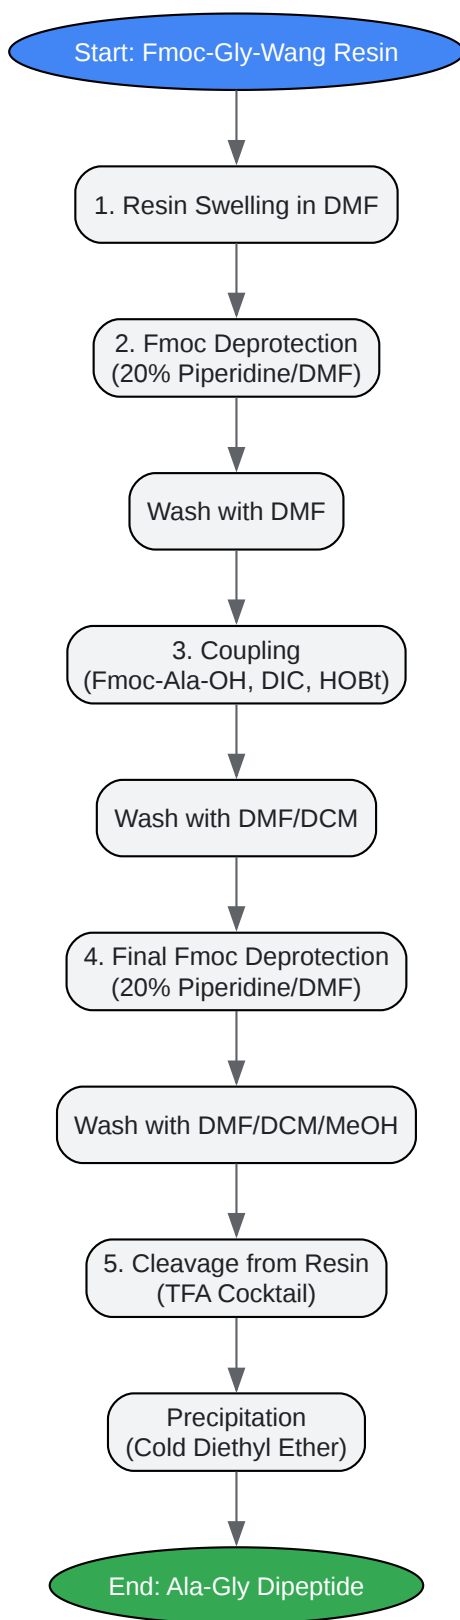 Start: Fmoc-Gly-Wang Resin
1. Resin Swelling in DMF
2. Fmoc Deprotection
(20% Piperidine/DMF)
Wash with DMF
3. Coupling
(Fmoc-Ala-OH, DIC, HOBt)
Wash with DMF/DCM
4. Final Fmoc Deprotection
(20% Piperidine/DMF)
Wash with DMF/DCM/MeOH
5. Cleavage from Resin
(TFA Cocktail)
Precipitation
(Cold Diethyl Ether)
End: Ala-Gly Dipeptide